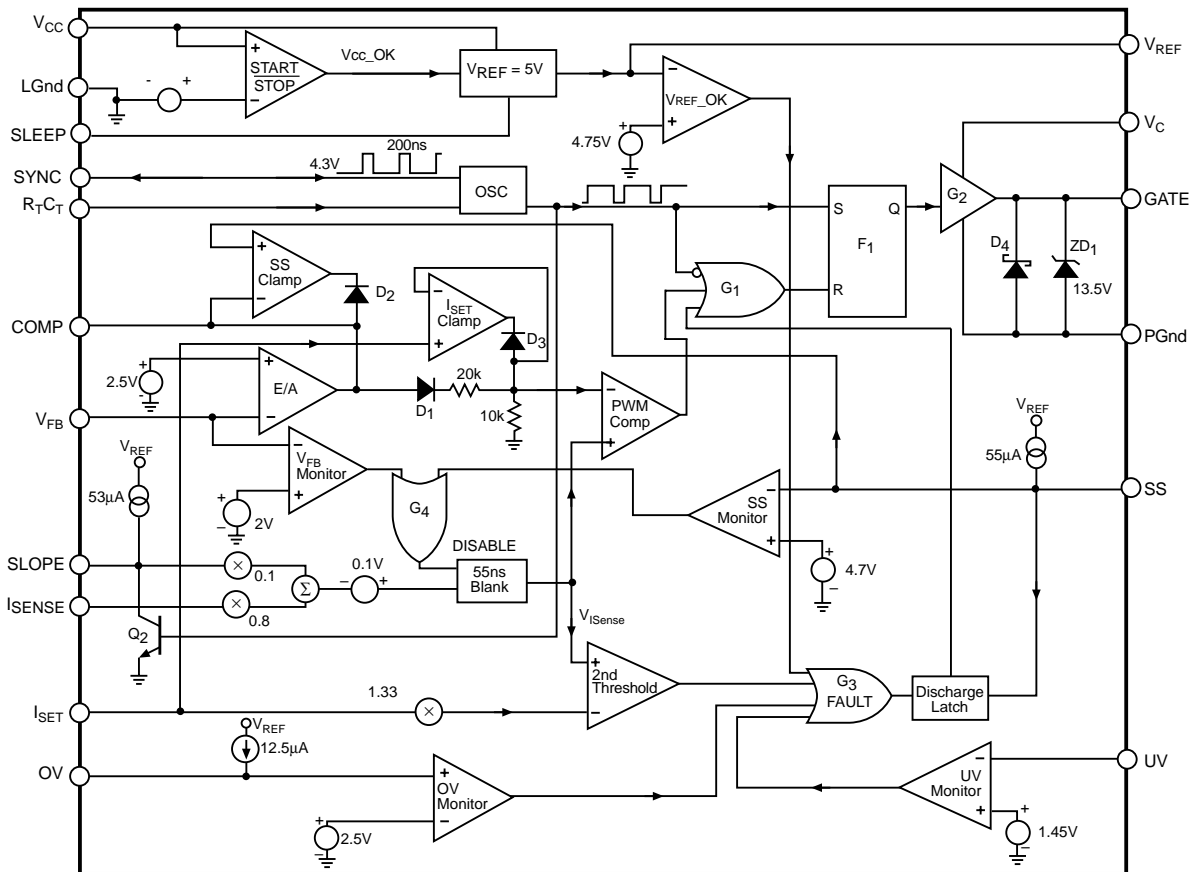 VCC
LGnd
SLEEP
SYNC
RTCT
COMP
VFB
SLOPE
ISENSE
ISET
OV
VREF
VC
GATE
PGnd
SS
UV
+
START
STOP
−
- +
Vcc_OK
VREF = 5V
−
VREF_OK
+
+
4.75V
4.3V
200ns
OSC
S Q
F1
R
G2
D4
ZD1
13.5V
G1
+
SS
Clamp
−
D2
−
ISET
Clamp
+
D3
+
2.5V
-
+
E/A
−
D1
20k
10k
−
PWM
Comp
+
VREF
53µA
−
VFB
Monitor
+
+
2V
−
G4
DISABLE
55ns
Blank
−
SS
Monitor
+
+
4.7V
−
VREF
55µA
×
0.1
×
0.8
Σ
− 0.1V +
Q2
VISense
+
2nd
Threshold
−
1.33
×
G3
FAULT
Discharge
Latch
VREF
12.5µA
+
OV
Monitor
−
+
2.5V
−
−
UV
Monitor
+
+
1.45V
−